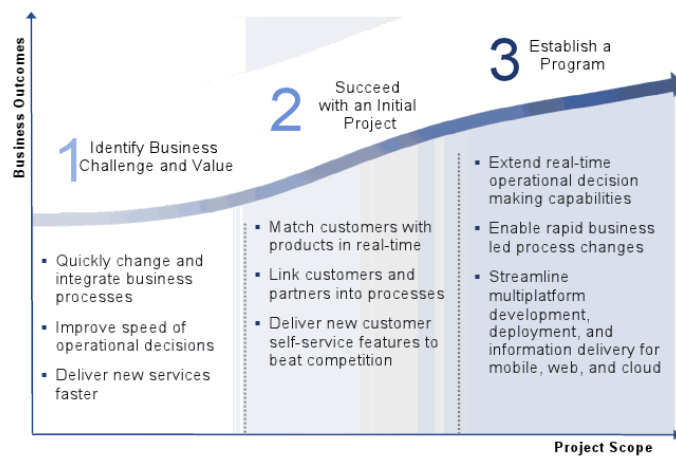 Business Outcomes
1
Identify Business
Challenge and Value
▪ Quickly change and
integrate business
processes
▪ Improve speed of
operational decisions
▪ Deliver new services
faster
2
Succeed
with an Initial
Project
▪ Match customers with
products in real-time
▪ Link customers and
partners into processes
▪ Deliver new customer
self-service features to
beat competition
3
Establish a
Program
▪ Extend real-time
operational decision
making capabilities
▪ Enable rapid business
led process changes
▪ Streamline
multiplatform
development,
deployment, and
information delivery for
mobile, web, and cloud
Project Scope